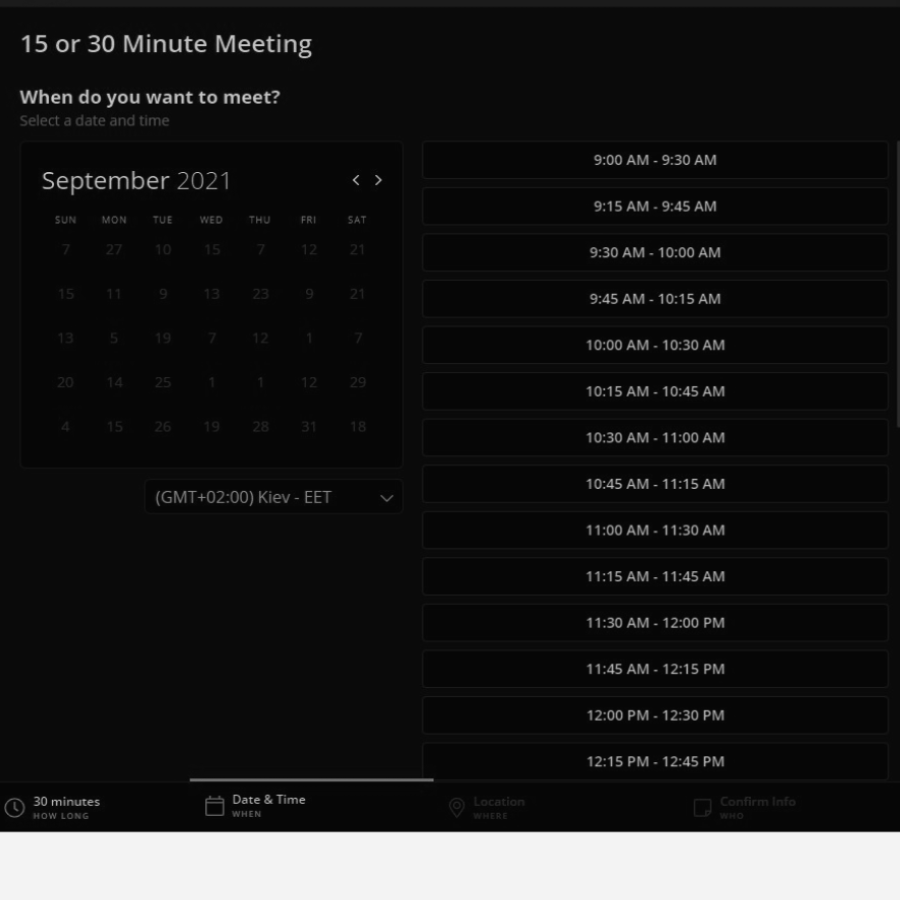 15 or 30 Minute Meeting
When do you want to meet?
Select a date and time
September 2021
SUN MON TUE WED THU FRI SAT
7 27 10 15 7 12 21
15 11 9 13 23 9 21
13 5 19 7 12 1 7
20 14 25 1 1 12 29
4 15 26 19 28 31 18
(GMT+02:00) Kiev - EET
9:00 AM - 9:30 AM
9:15 AM - 9:45 AM
9:30 AM - 10:00 AM
9:45 AM - 10:15 AM
10:00 AM - 10:30 AM
10:15 AM - 10:45 AM
10:30 AM - 11:00 AM
10:45 AM - 11:15 AM
11:00 AM - 11:30 AM
11:15 AM - 11:45 AM
11:30 AM - 12:00 PM
11:45 AM - 12:15 PM
12:00 PM - 12:30 PM
12:15 PM - 12:45 PM
30 minutes
HOW LONG
Date & Time
WHEN
Location
WHERE
Confirm Info
WHO